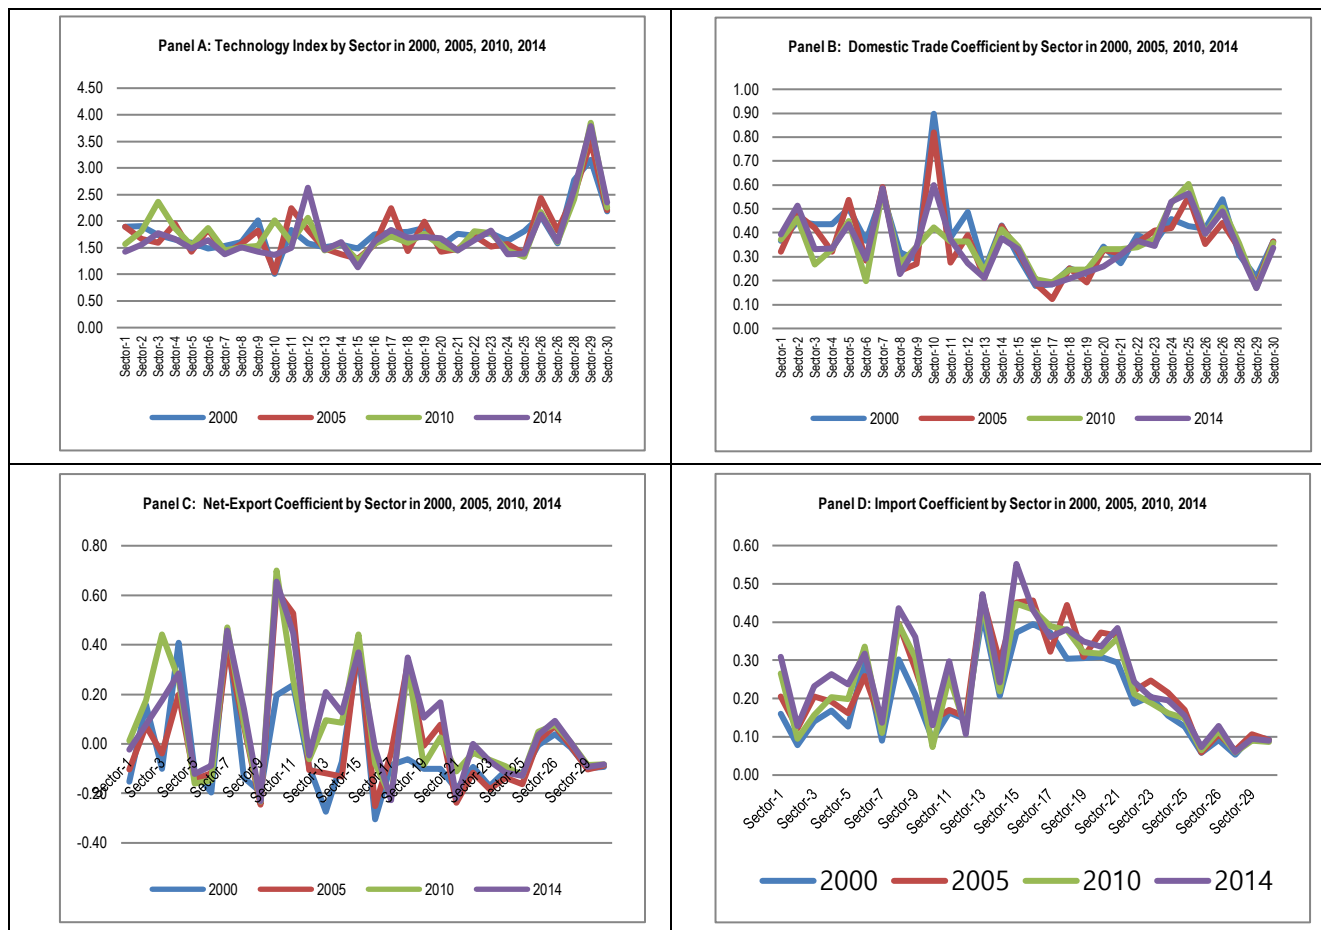 Panel A: Technology Index by Sector in 2000, 2005, 2010, 2014
4.50
4.00
3.50
3.00
2.50
2.00
1.50
1.00
0.50
0.00
Sector-1
Sector-2
Sector-3
Sector-4
Sector-5
Sector-6
Sector-7
Sector-8
Sector-9
Sector-10
Sector-11
Sector-12
Sector-13
Sector-14
Sector-15
Sector-16
Sector-17
Sector-18
Sector-19
Sector-20
Sector-21
Sector-22
Sector-23
Sector-24
Sector-25
Sector-26
Sector-26
Sector-28
Sector-29
Sector-30
2000 2005 2010 2014
Panel B: Domestic Trade Coefficient by Sector in 2000, 2005, 2010, 2014
1.00
0.90
0.80
0.70
0.60
0.50
0.40
0.30
0.20
0.10
0.00
Sector-1
Sector-2
Sector-3
Sector-4
Sector-5
Sector-6
Sector-7
Sector-8
Sector-9
Sector-10
Sector-11
Sector-12
Sector-13
Sector-14
Sector-15
Sector-16
Sector-17
Sector-18
Sector-19
Sector-20
Sector-21
Sector-22
Sector-23
Sector-24
Sector-25
Sector-26
Sector-26
Sector-28
Sector-29
Sector-30
2000 2005 2010 2014
Panel C: Net-Export Coefficient by Sector in 2000, 2005, 2010, 2014
0.80
0.60
0.40
0.20
0.00
-0.20
-0.40
Sector-1
Sector-3
Sector-5
Sector-7
Sector-9
Sector-11
Sector-13
Sector-15
Sector-17
Sector-19
Sector-21
Sector-23
Sector-25
Sector-26
Sector-29
2000 2005 2010 2014
Panel D: Import Coefficient by Sector in 2000, 2005, 2010, 2014
0.60
0.50
0.40
0.30
0.20
0.10
0.00
Sector-1
Sector-3
Sector-5
Sector-7
Sector-9
Sector-11
Sector-13
Sector-15
Sector-17
Sector-19
Sector-21
Sector-23
Sector-25
Sector-26
Sector-29
2000 2005 2010 2014